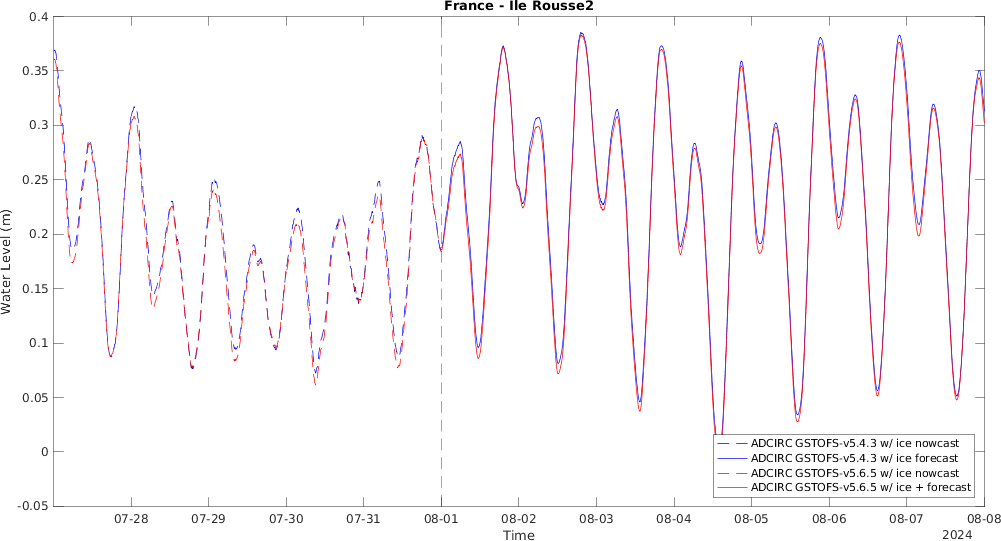 France - Ile Rousse2
Water Level (m)
0.4
0.35
0.3
0.25
0.2
0.15
0.1
0.05
0
-0.05
ADCIRC GSTOFS-v5.4.3 w/ ice nowcast
ADCIRC GSTOFS-v5.4.3 w/ ice forecast
ADCIRC GSTOFS-v5.6.5 w/ ice nowcast
ADCIRC GSTOFS-v5.6.5 w/ ice + forecast
07-28 07-29 07-30 07-31 08-01 08-02 08-03 08-04 08-05 08-06 08-07 08-08
Time
2024